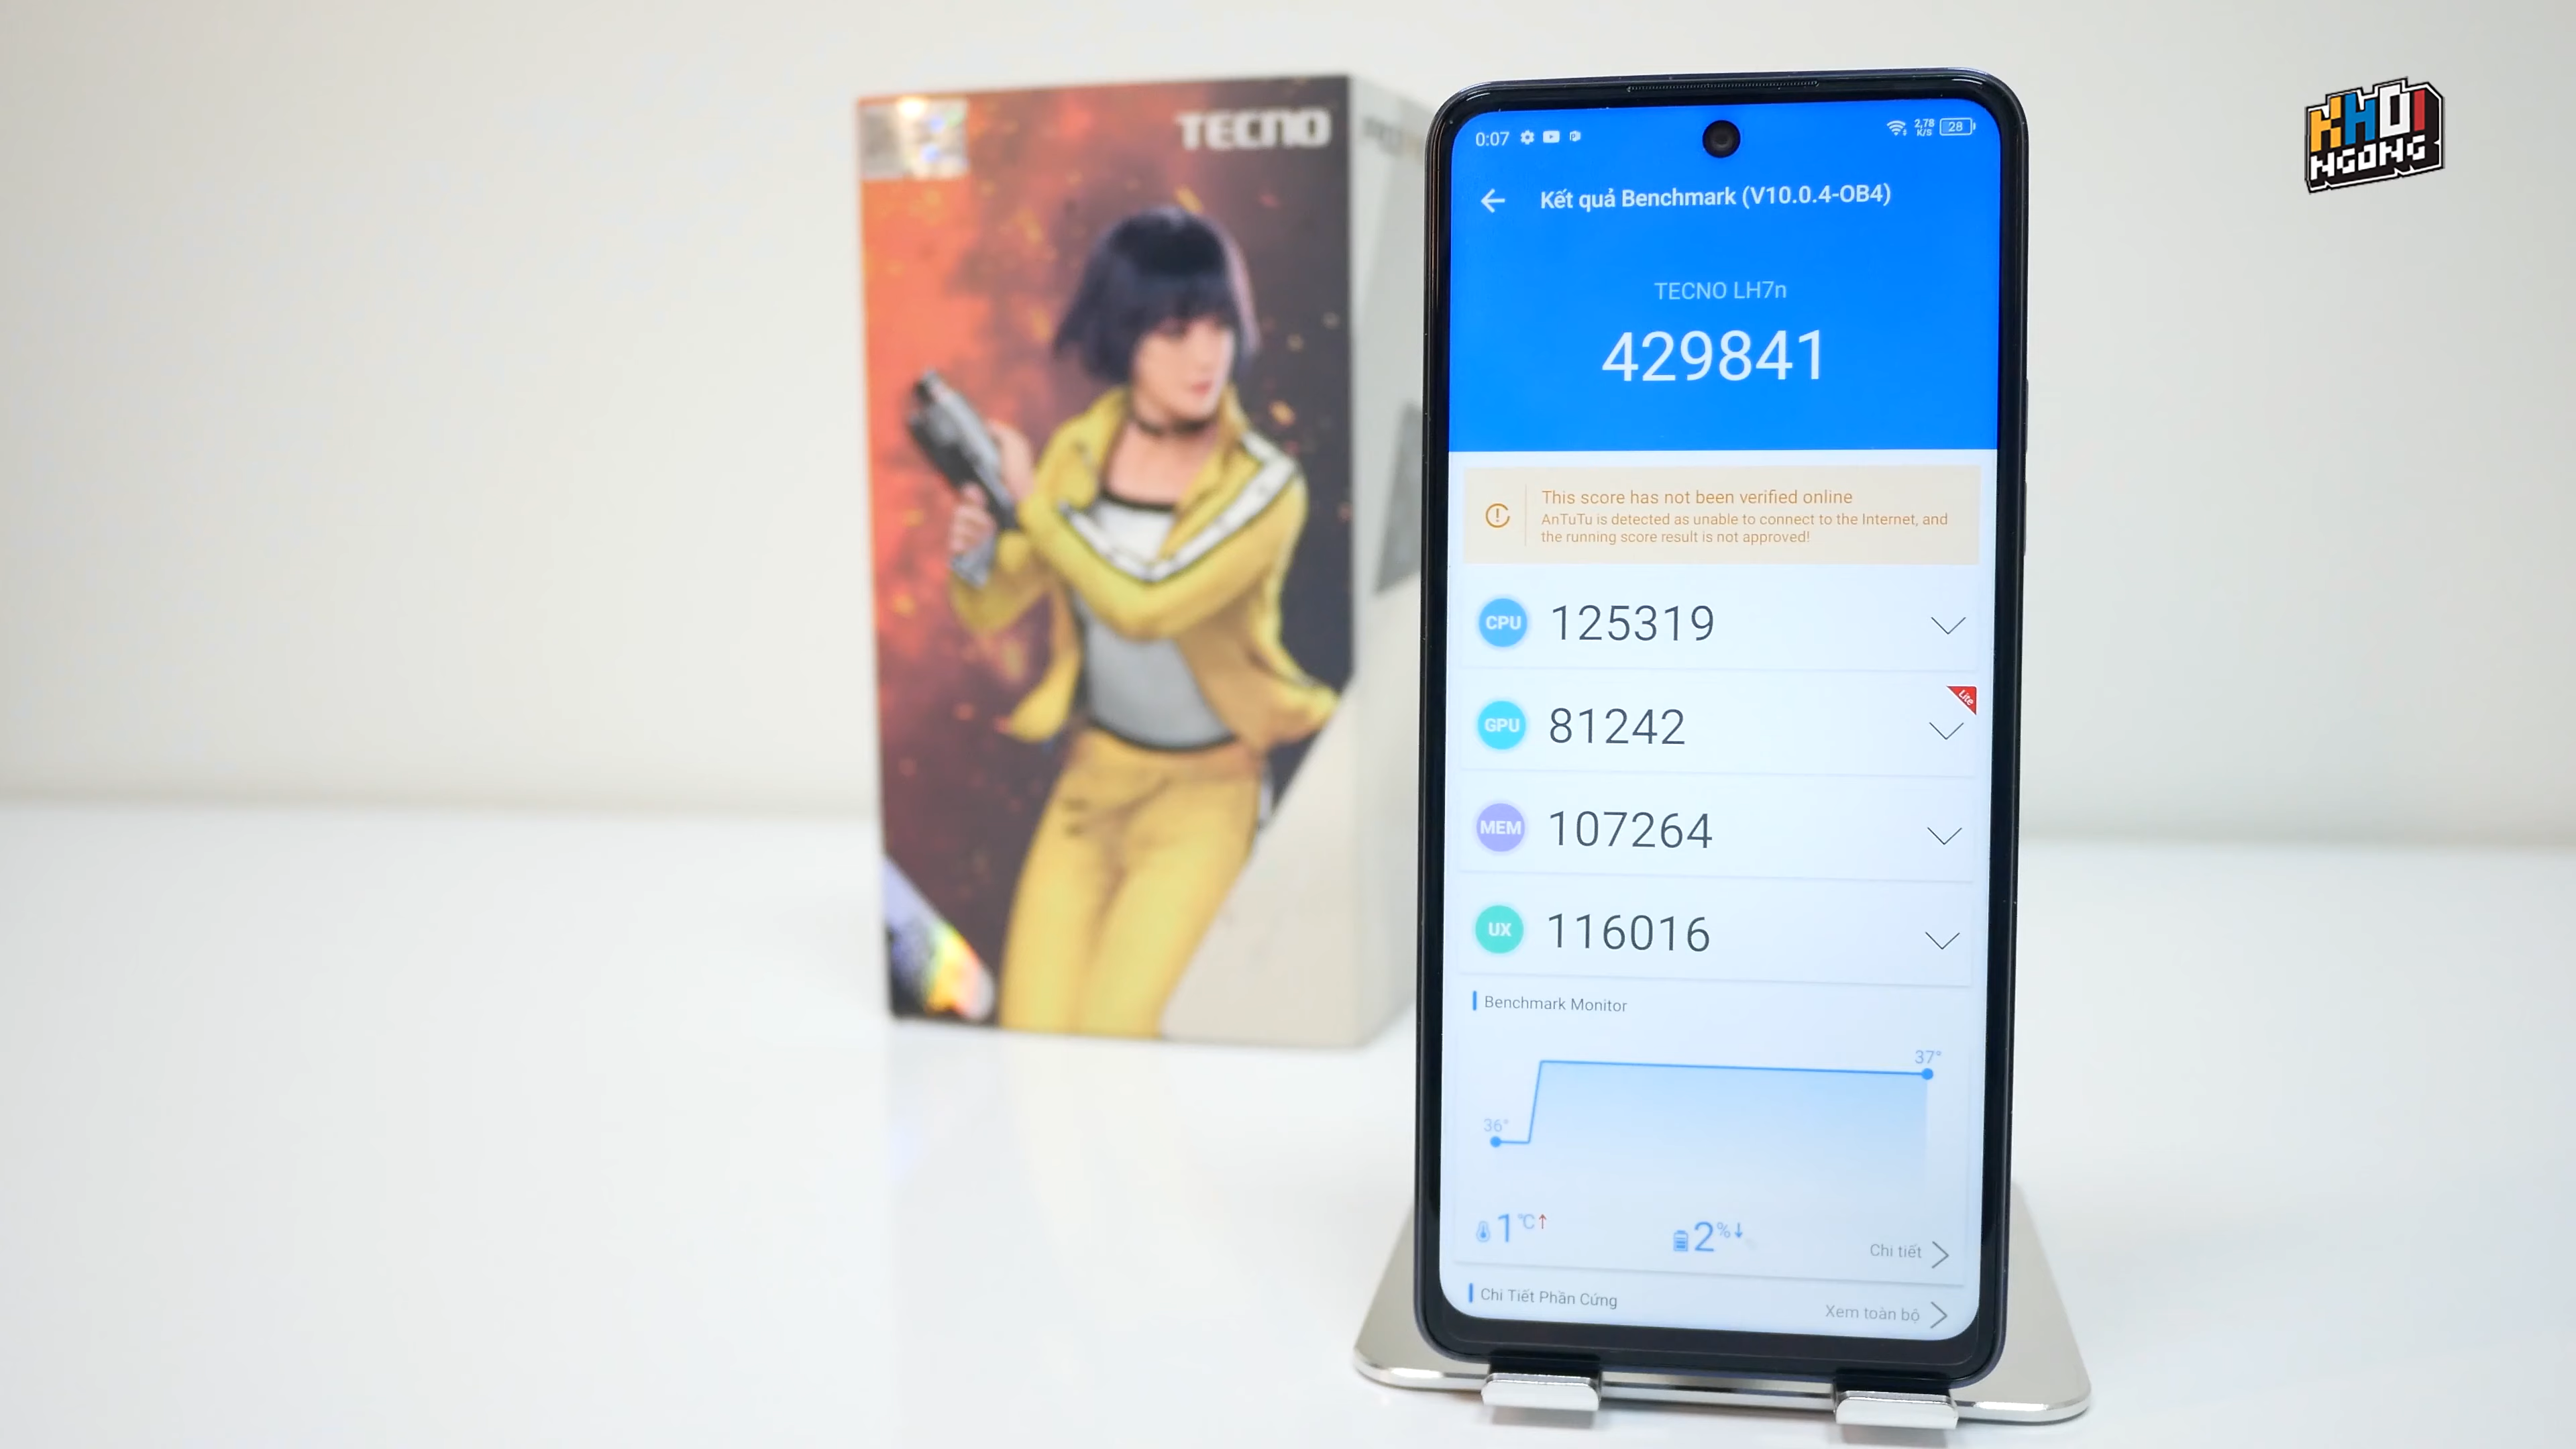 TECNO
KHOI
NGONG
0:07
2,78
K/S
28
Kết quả Benchmark (V10.0.4-OB4)
TECNO LH7n
429841
This score has not been verified online
AnTuTu is detected as unable to connect to the Internet, and
the running score result is not approved!
CPU 125319
Lite
GPU 81242
MEM 107264
UX 116016
Benchmark Monitor
37°
36°
1 °C↑
2 %↓
Chi tiết
Chi Tiết Phần Cứng
Xem toàn bộ